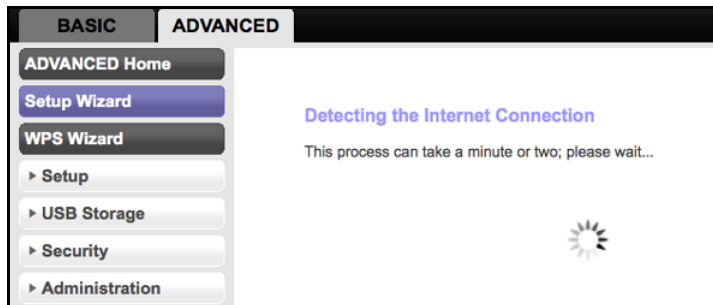 BASIC
ADVANCED
ADVANCED Home
Setup Wizard
WPS Wizard
Setup
USB Storage
Security
Administration
Detecting the Internet Connection
This process can take a minute or two; please wait...